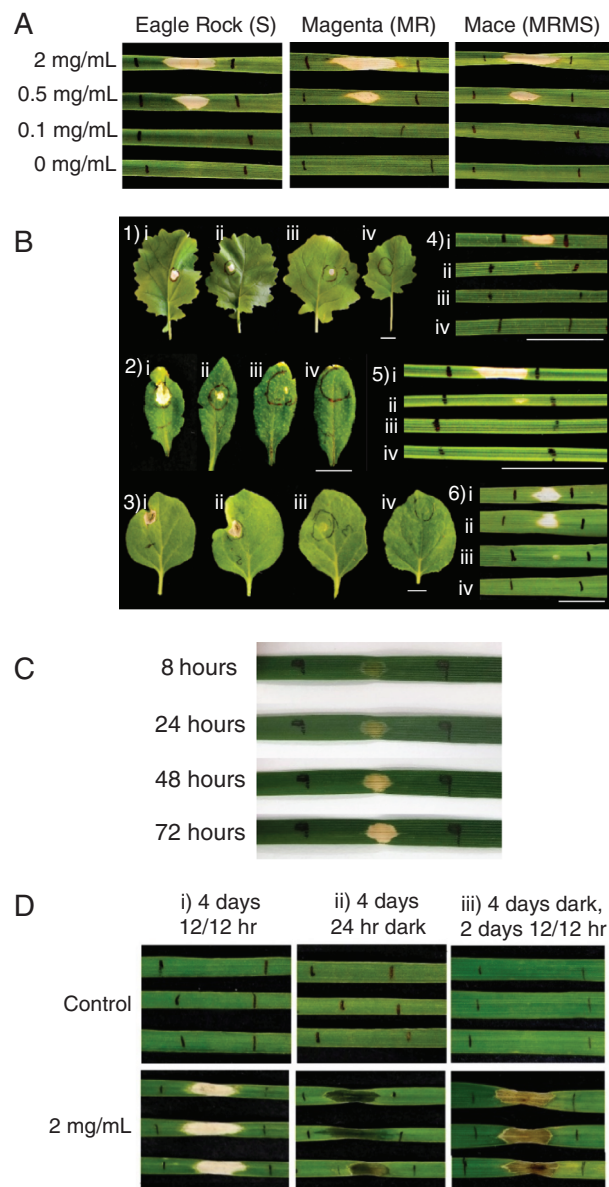 A
Eagle Rock (S) Magenta (MR) Mace (MRMS)
2 mg/mL
0.5 mg/mL
0.1 mg/mL
0 mg/mL
B
1) i ii iii iv
2) i ii iii iv
3) i ii iii iv
4) i
ii
iii
iv
5) i
ii
iii
iv
6) i
ii
iii
iv
C
8 hours
24 hours
48 hours
72 hours
D
i) 4 days
12/12 hr
ii) 4 days
24 hr dark
iii) 4 days dark,
2 days 12/12 hr
Control
2 mg/mL